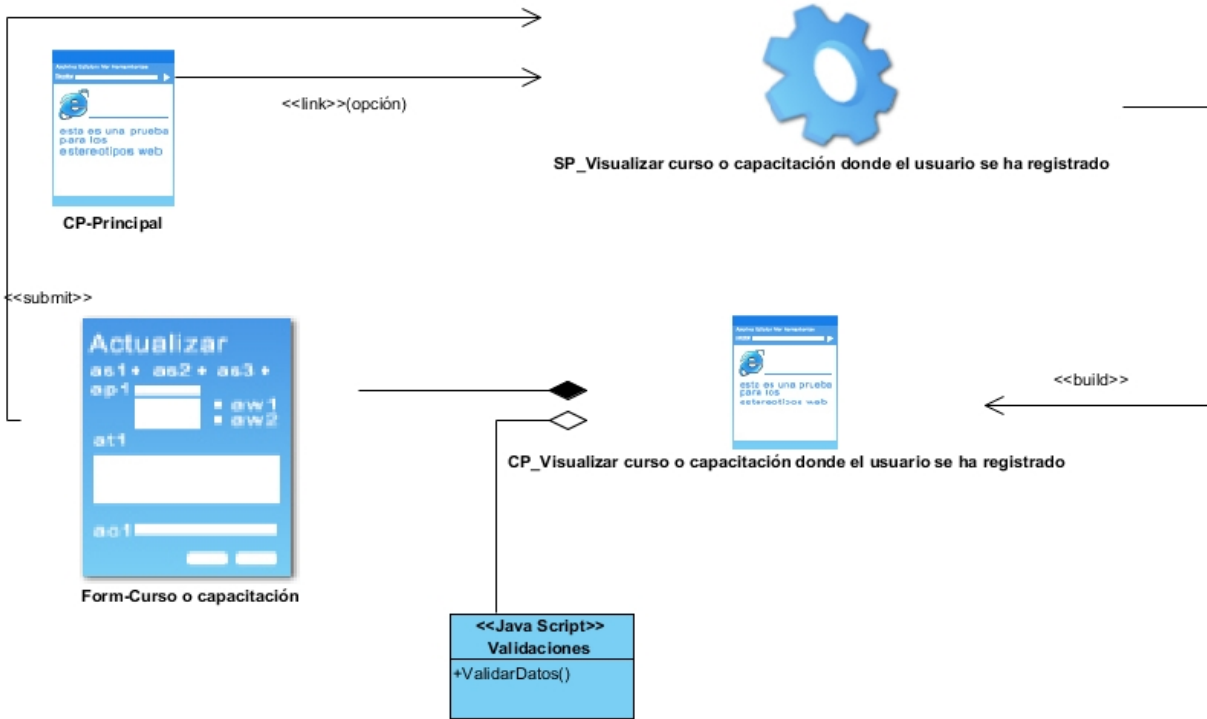 <<link>>(opción)
esta es una prueba
para los
estereotipos web
SP_Visualizar curso o capacitación donde el usuario se ha registrado
CP-Principal
<<submit>>
Actualizar
as1+ as2+ as3+
ap1
aw1
aw2
at1
ao1
Form-Curso o capacitación
esta es una prueba
para los
estereotipos web
<<build>>
CP_Visualizar curso o capacitación donde el usuario se ha registrado
<<Java Script>>
Validaciones
+ValidarDatos()